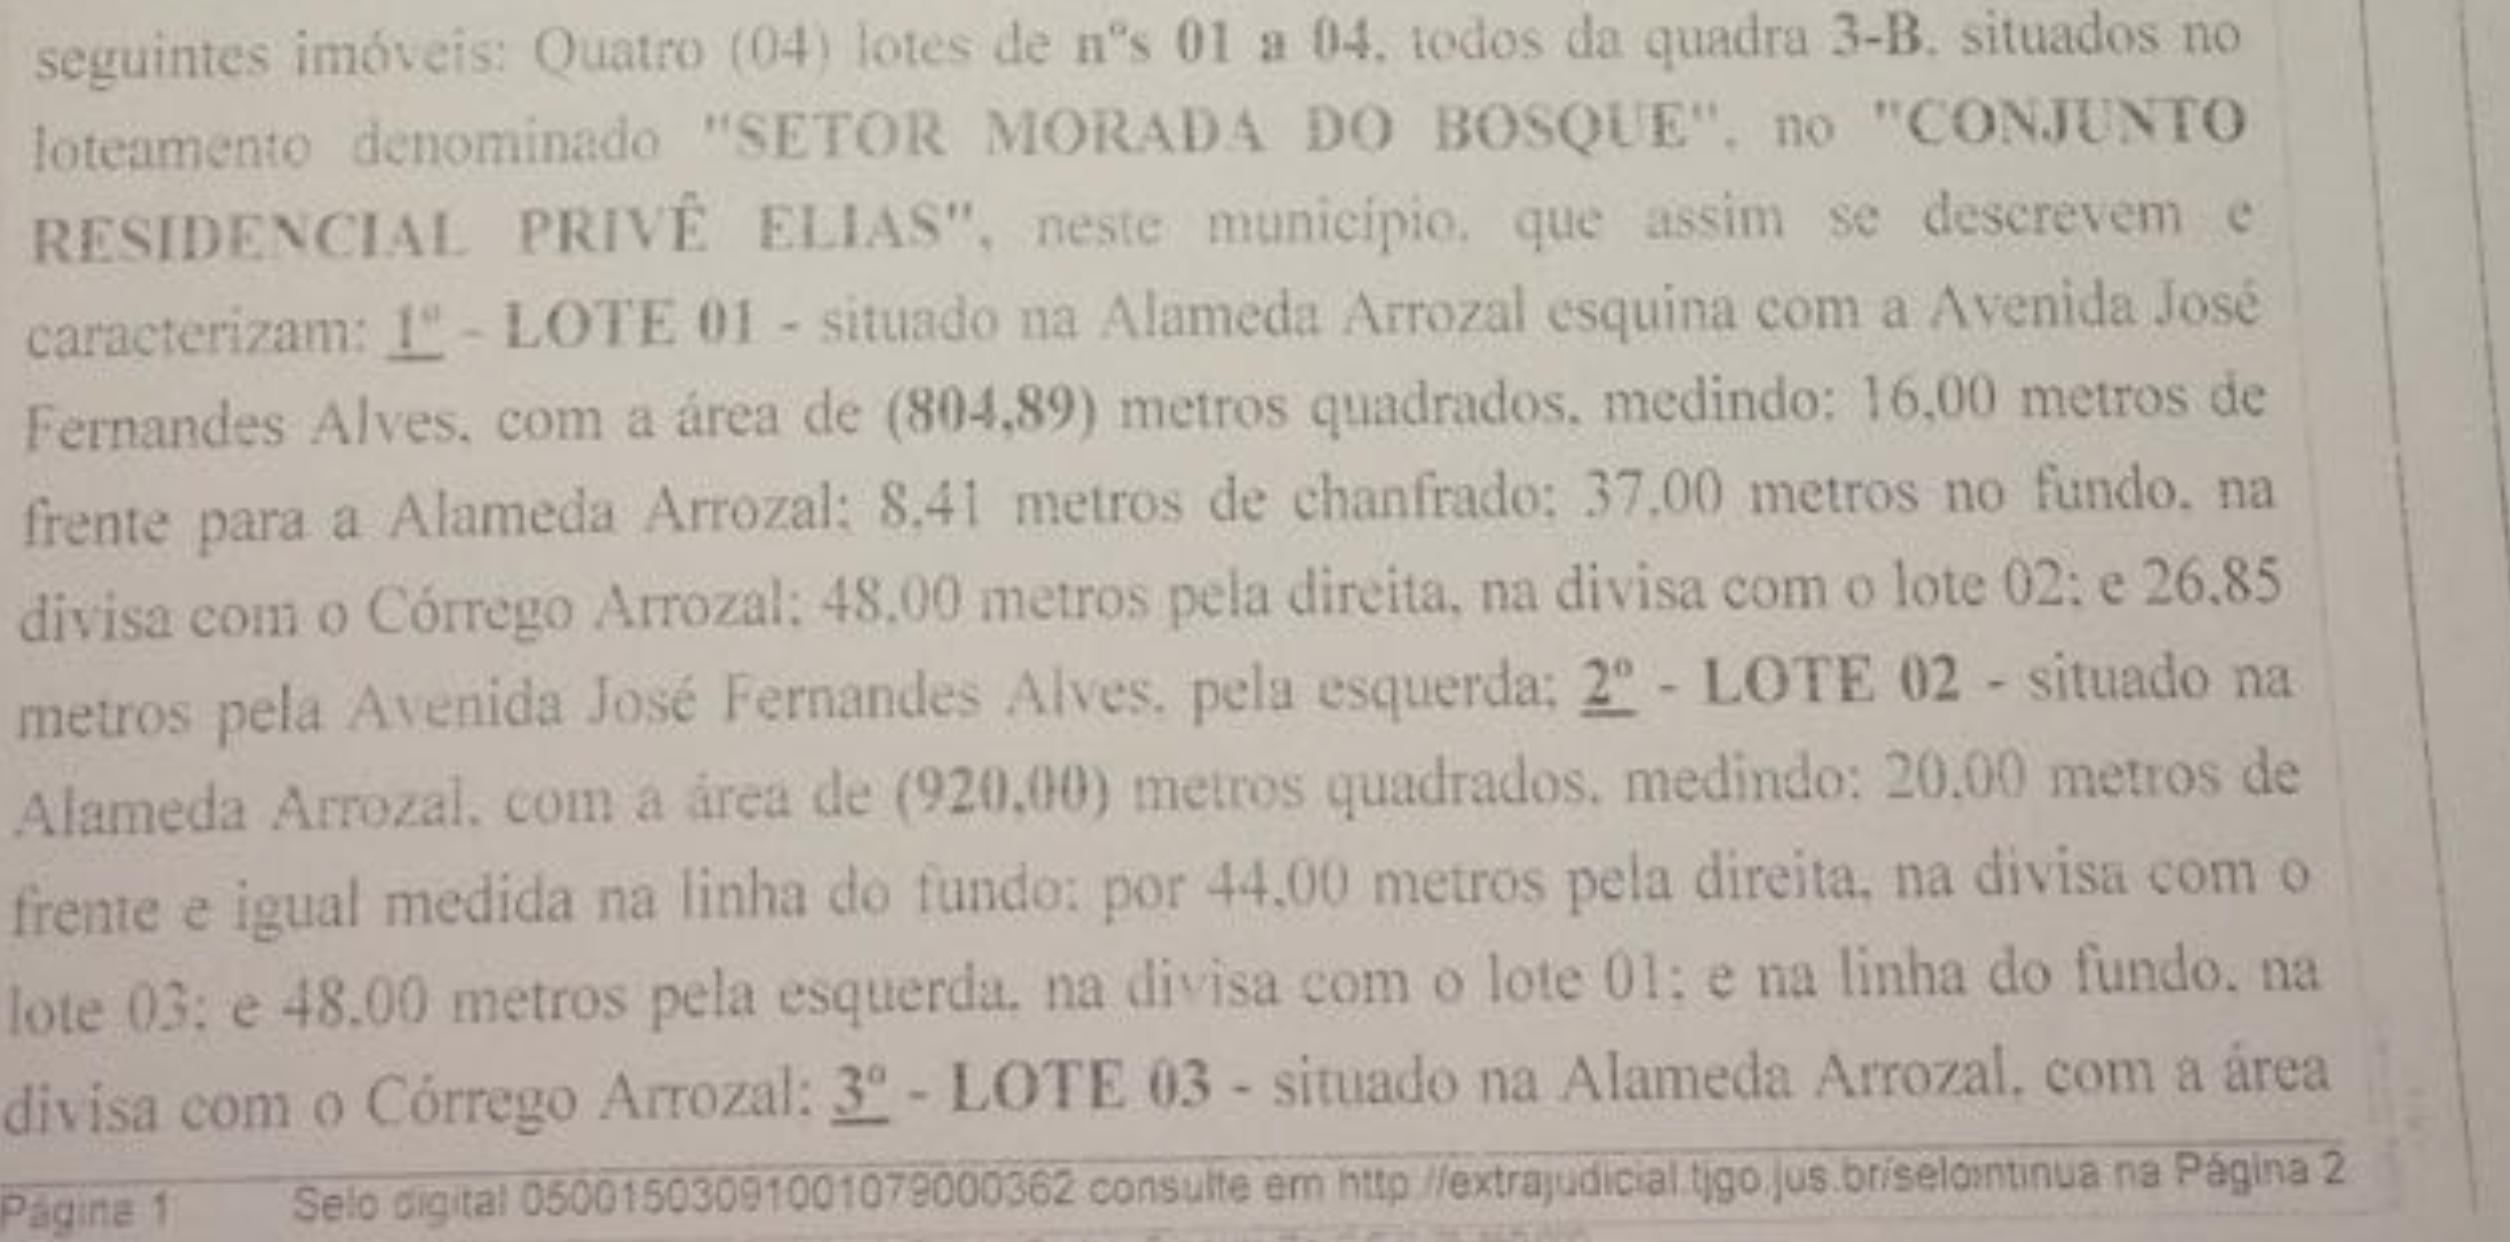 seguintes imóveis: Quatro (04) lotes de nºs 01 a 04, todos da quadra 3-B, situados no
loteamento denominado "SETOR MORADA DO BOSQUE", no "CONJUNTO
RESIDENCIAL PRIVÊ ELIAS", neste município, que assim se descrevem e
caracterizam: 1º - LOTE 01 - situado na Alameda Arrozal esquina com a Avenida José
Fernandes Alves, com a área de (804,89) metros quadrados, medindo: 16,00 metros de
frente para a Alameda Arrozal; 8,41 metros de chanfrado; 37,00 metros no fundo, na
divisa com o Córrego Arrozal; 48,00 metros pela direita, na divisa com o lote 02; e 26,85
metros pela Avenida José Fernandes Alves, pela esquerda; 2º - LOTE 02 - situado na
Alameda Arrozal, com a área de (920,00) metros quadrados, medindo: 20,00 metros de
frente e igual medida na linha do fundo; por 44,00 metros pela direita, na divisa com o
lote 03; e 48,00 metros pela esquerda, na divisa com o lote 01; e na linha do fundo, na
divisa com o Córrego Arrozal; 3º - LOTE 03 - situado na Alameda Arrozal, com a área
Página 1 Selo digital 05001503091001079000362 consulte em http://extrajudicial.tjgo.jus.br/selointinua na Página 2